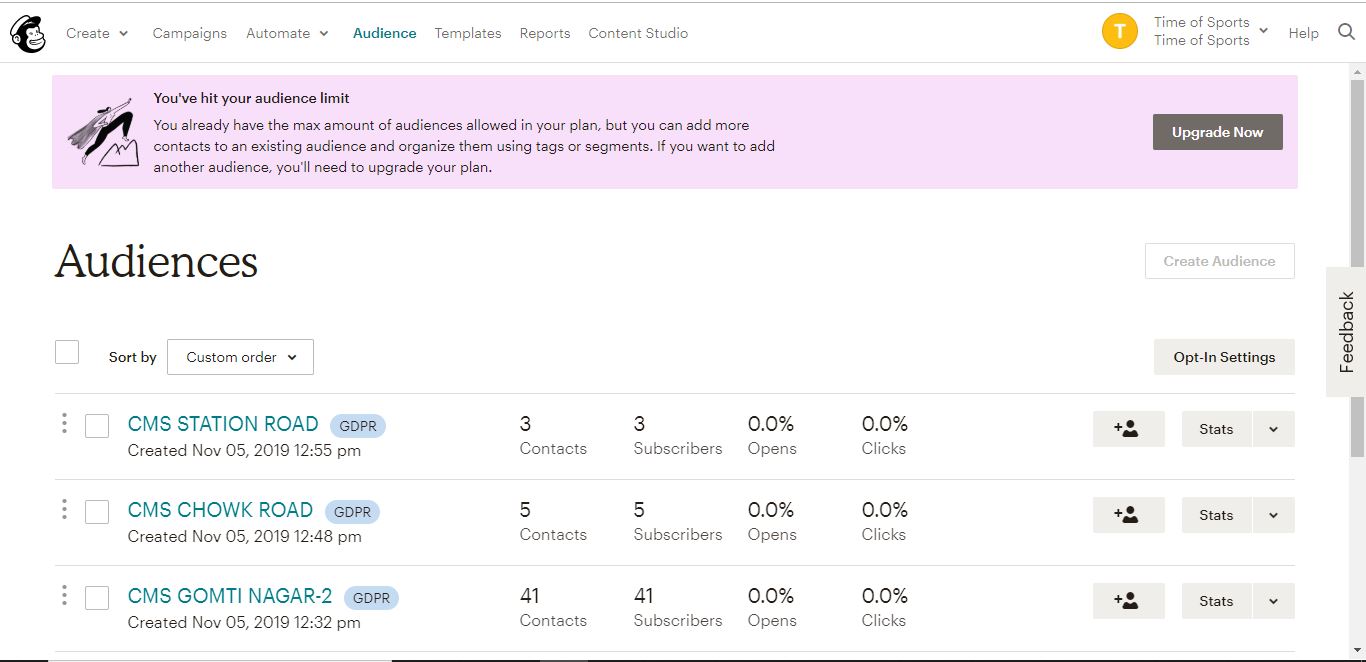 Create Campaigns Automate Audience Templates Reports Content Studio
T
Time of Sports
Time of Sports
Help
You've hit your audience limit
You already have the max amount of audiences allowed in your plan, but you can add more
contacts to an existing audience and organize them using tags or segments. If you want to add
another audience, you'll need to upgrade your plan.
Upgrade Now
Audiences
Create Audience
Feedback
Sort by Custom order
Opt-In Settings
CMS STATION ROAD GDPR 3 3 0.0% 0.0% Stats
Created Nov 05, 2019 12:55 pm Contacts Subscribers Opens Clicks
CMS CHOWK ROAD GDPR 5 5 0.0% 0.0% Stats
Created Nov 05, 2019 12:48 pm Contacts Subscribers Opens Clicks
CMS GOMTI NAGAR-2 GDPR 41 41 0.0% 0.0% Stats
Created Nov 05, 2019 12:32 pm Contacts Subscribers Opens Clicks